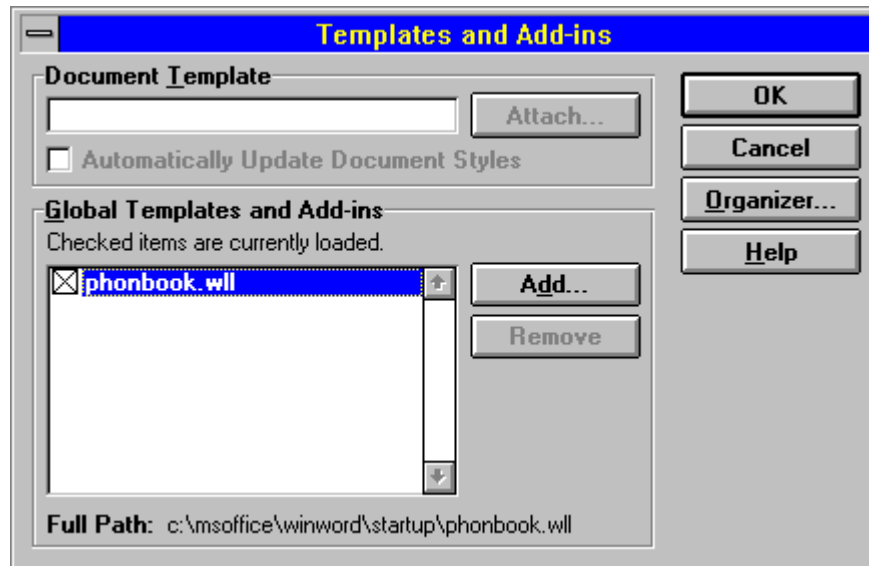 Templates and Add-ins
Document Template
Attach...
Automatically Update Document Styles
Global Templates and Add-ins
Checked items are currently loaded.
phonbook.wll
Add...
Remove
Full Path: c:\msoffice\winword\startup\phonbook.wll
OK
Cancel
Organizer...
Help